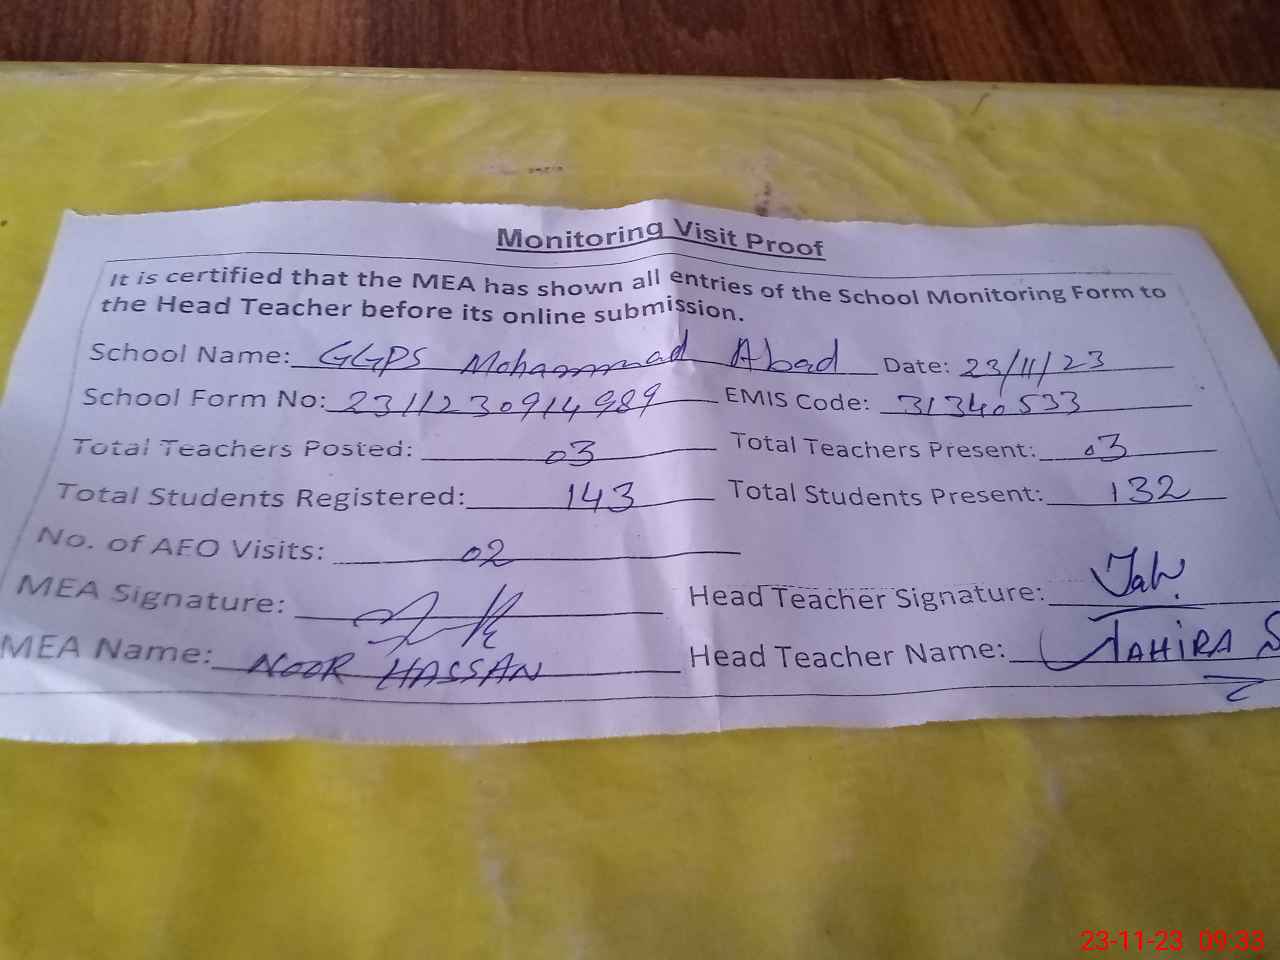 Monitoring Visit Proof
It is certified that the MEA has shown all entries of the School Monitoring Form to
the Head Teacher before its online submission.
School Name: GGPS Mohammad Abad Date: 23/11/23
School Form No: 2311230914989 EMIS Code: 31340533
Total Teachers Posted: 03 Total Teachers Present: 03
Total Students Registered: 143 Total Students Present: 132
No. of AEO Visits: 02
MEA Signature: Head Teacher Signature: Tah.
MEA Name: NOOR HASSAN Head Teacher Name: TAHIRA S
23-11-23 09:33